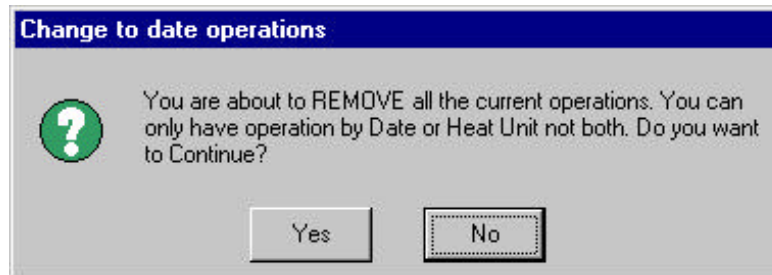 Change to date operations
You are about to REMOVE all the current operations. You can
only have operation by Date or Heat Unit not both. Do you want
to Continue?
Yes No